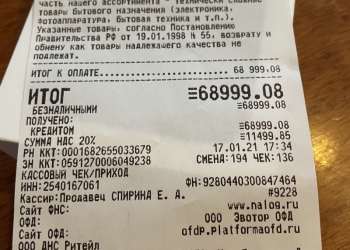 часть нашего ассортимента - технически сложные
товары бытового назначения (электроника,
фотоаппаратура, бытовая техника и т.п.).
Указанные товары, согласно Постановлению
Правительства РФ от 19.01.1998 № 55, возврату и
обмену как товары надлежащего качества не
подлежат.
ИТОГ К ОПЛАТЕ 68 999.08
ИТОГ ≡68999.08
БЕЗНАЛИЧНЫМИ ≡68999.08
ПОЛУЧЕНО:
КРЕДИТОМ ≡68999.08
СУММА НДС 20% ≡11499.85
РН ККТ:0001682655033679 17.01.21 17:34
ЗН ККТ:0591270006049238 СМЕНА:194 ЧЕК:136
КАССОВЫЙ ЧЕК/ПРИХОД
ИНН:2540167061 ФН:9280440300847464
Кассир:Продавец СПИРИНА Е. А. #9228
Сайт ФНС: www.nalog.ru
ОФД: ООО Эвотор ОФД
Сайт ОФД: ofdP.Platformaofd.ru
ООО ДНС Ритейл